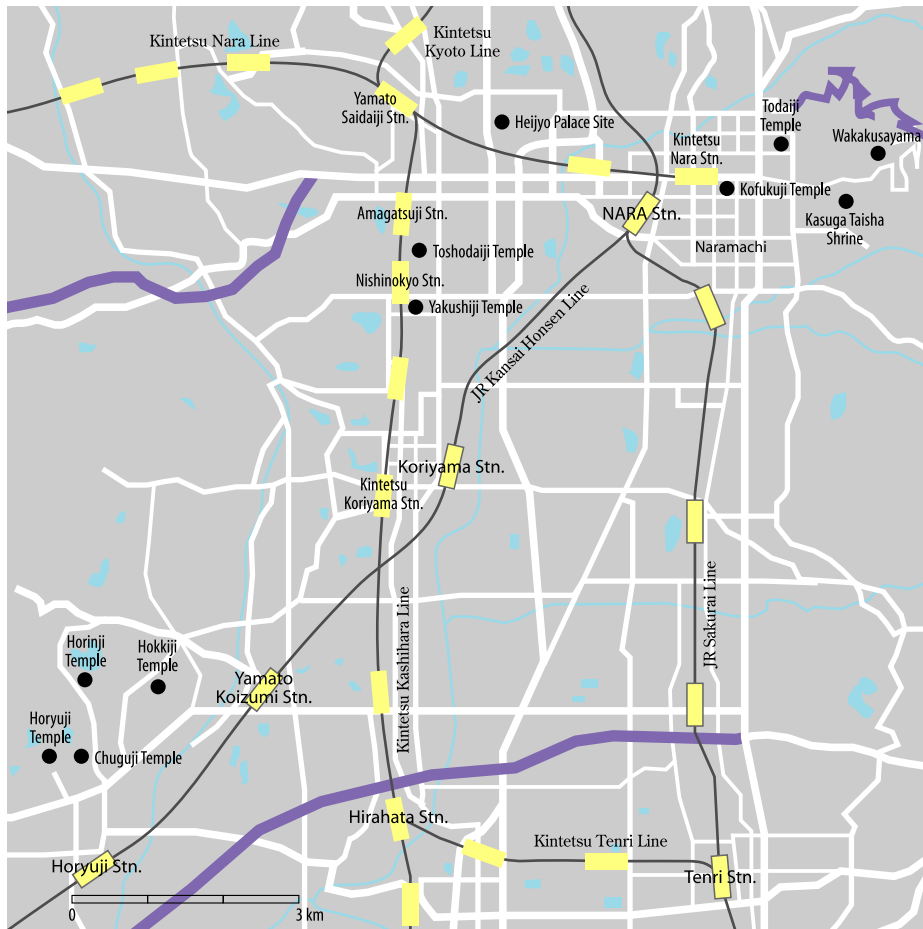 Kintetsu Nara Line
Kintetsu
Kyoto Line
Yamato
Saidaiji Stn.
Heijyo Palace Site
Todaiji
Temple
Wakakusayama
Kintetsu
Nara Stn.
Kofukuji Temple
Kasuga Taisha
Shrine
Amagatsuji Stn.
NARA Stn.
Naramachi
Toshodaiji Temple
Nishinokyo Stn.
Yakushiji Temple
JR Kansai Honsen Line
Koriyama Stn.
Kintetsu
Koriyama Stn.
Kintetsu Kashihara Line
JR Sakurai Line
Horinji
Temple
Hokkiji
Temple
Yamato
Koizumi Stn.
Horyuji
Temple
Chuguji Temple
Hirahata Stn.
Kintetsu Tenri Line
Horyuji Stn.
Tenri Stn.
0
3 km